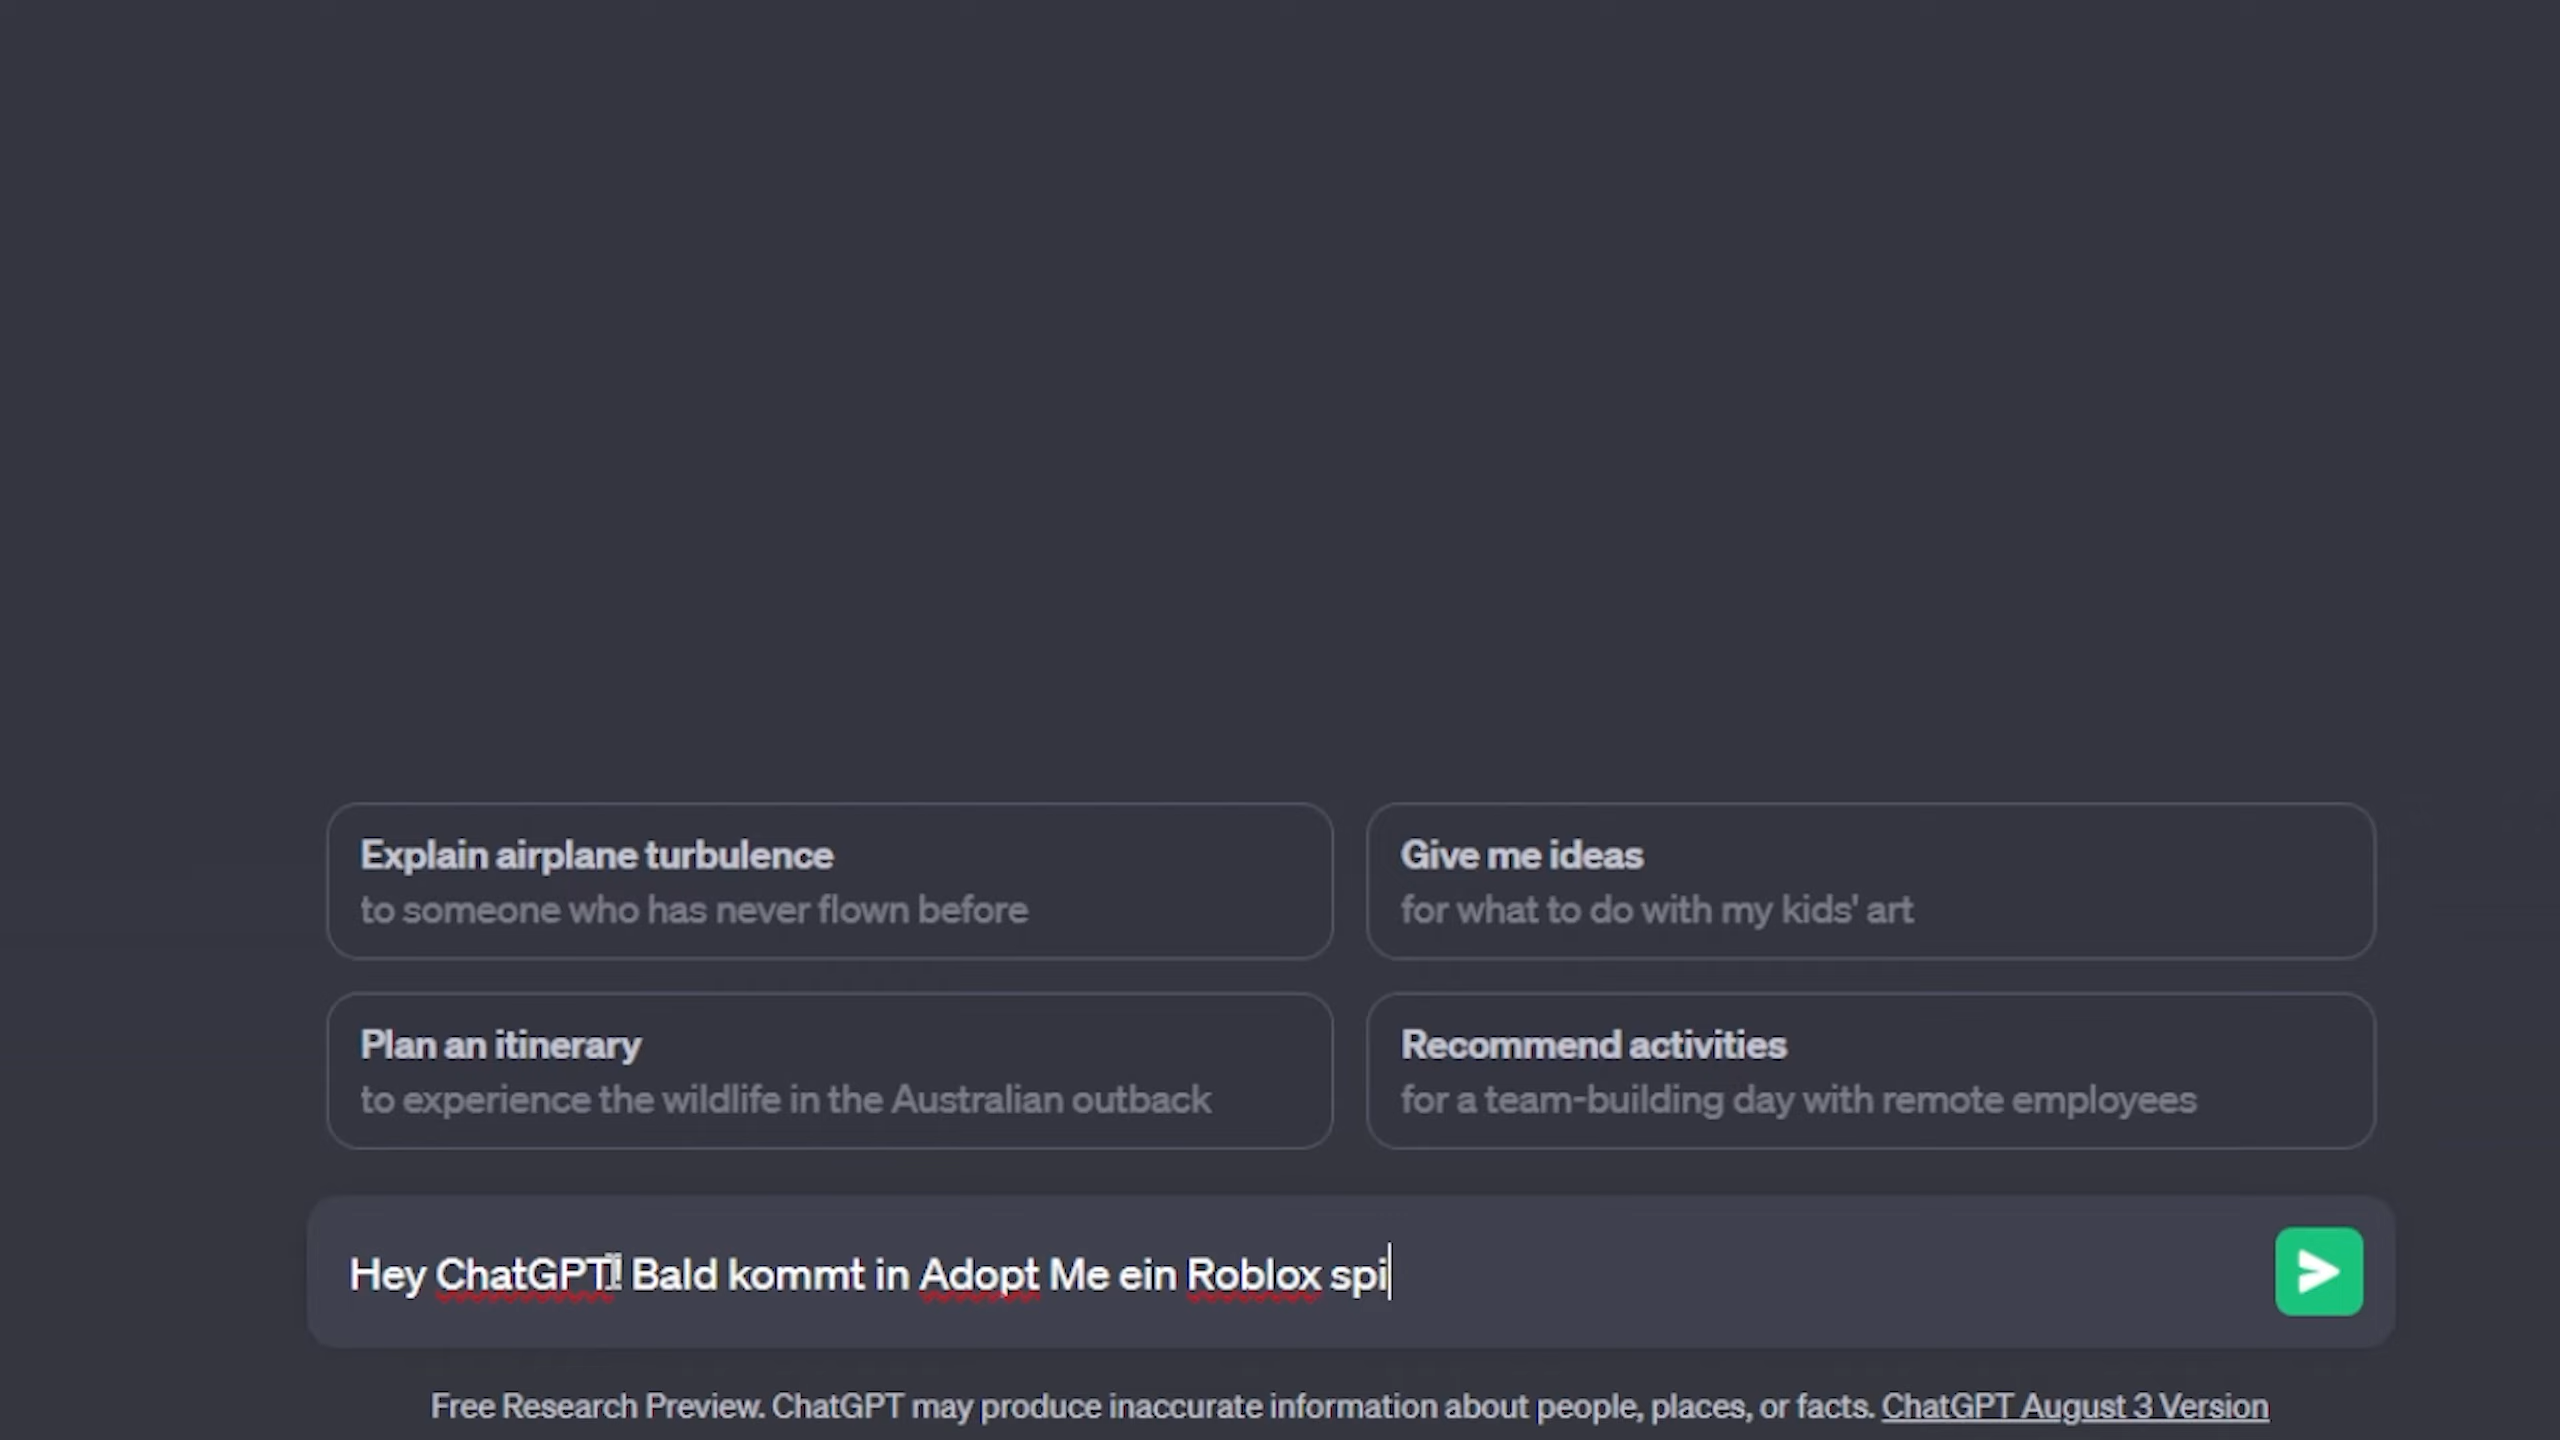 Explain airplane turbulence
to someone who has never flown before
Give me ideas
for what to do with my kids' art
Plan an itinerary
to experience the wildlife in the Australian outback
Recommend activities
for a team-building day with remote employees
Hey ChatGPT! Bald kommt in Adopt Me ein Roblox spi
Free Research Preview. ChatGPT may produce inaccurate information about people, places, or facts. ChatGPT August 3 Version